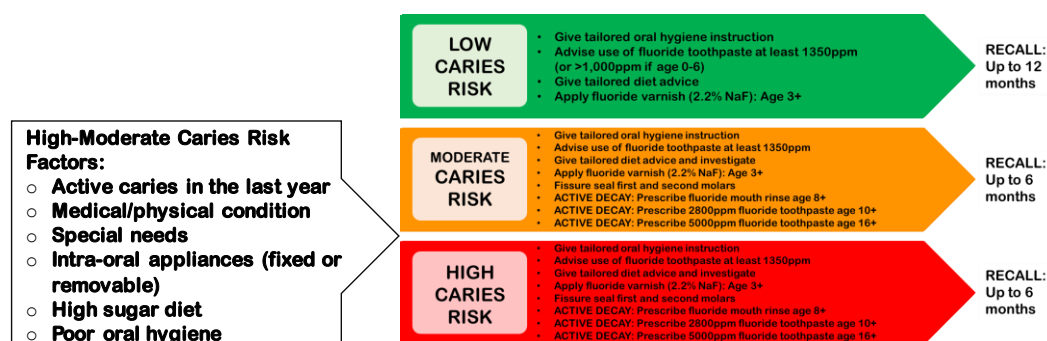 LOW
CARIES
RISK
• Give tailored oral hygiene instruction
• Advise use of fluoride toothpaste at least 1350ppm
(or >1,000ppm if age 0-6)
• Give tailored diet advice
• Apply fluoride varnish (2.2% NaF): Age 3+
RECALL:
Up to 12
months
High-Moderate Caries Risk
Factors:
○ Active caries in the last year
○ Medical/physical condition
○ Special needs
○ Intra-oral appliances (fixed or
removable)
○ High sugar diet
○ Poor oral hygiene
MODERATE
CARIES
RISK
• Give tailored oral hygiene instruction
• Advise use of fluoride toothpaste at least 1350ppm
• Give tailored diet advice and investigate
• Apply fluoride varnish (2.2% NaF): Age 3+
• Fissure seal first and second molars
• ACTIVE DECAY: Prescribe fluoride mouth rinse age 8+
• ACTIVE DECAY: Prescribe 2800ppm fluoride toothpaste age 10+
• ACTIVE DECAY: Prescribe 5000ppm fluoride toothpaste age 16+
RECALL:
Up to 6
months
HIGH
CARIES
RISK
• Give tailored oral hygiene instruction
• Advise use of fluoride toothpaste at least 1350ppm
• Give tailored diet advice and investigate
• Apply fluoride varnish (2.2% NaF): Age 3+
• Fissure seal first and second molars
• ACTIVE DECAY: Prescribe fluoride mouth rinse age 8+
• ACTIVE DECAY: Prescribe 2800ppm fluoride toothpaste age 10+
• ACTIVE DECAY: Prescribe 5000ppm fluoride toothpaste age 16+
RECALL:
Up to 6
months